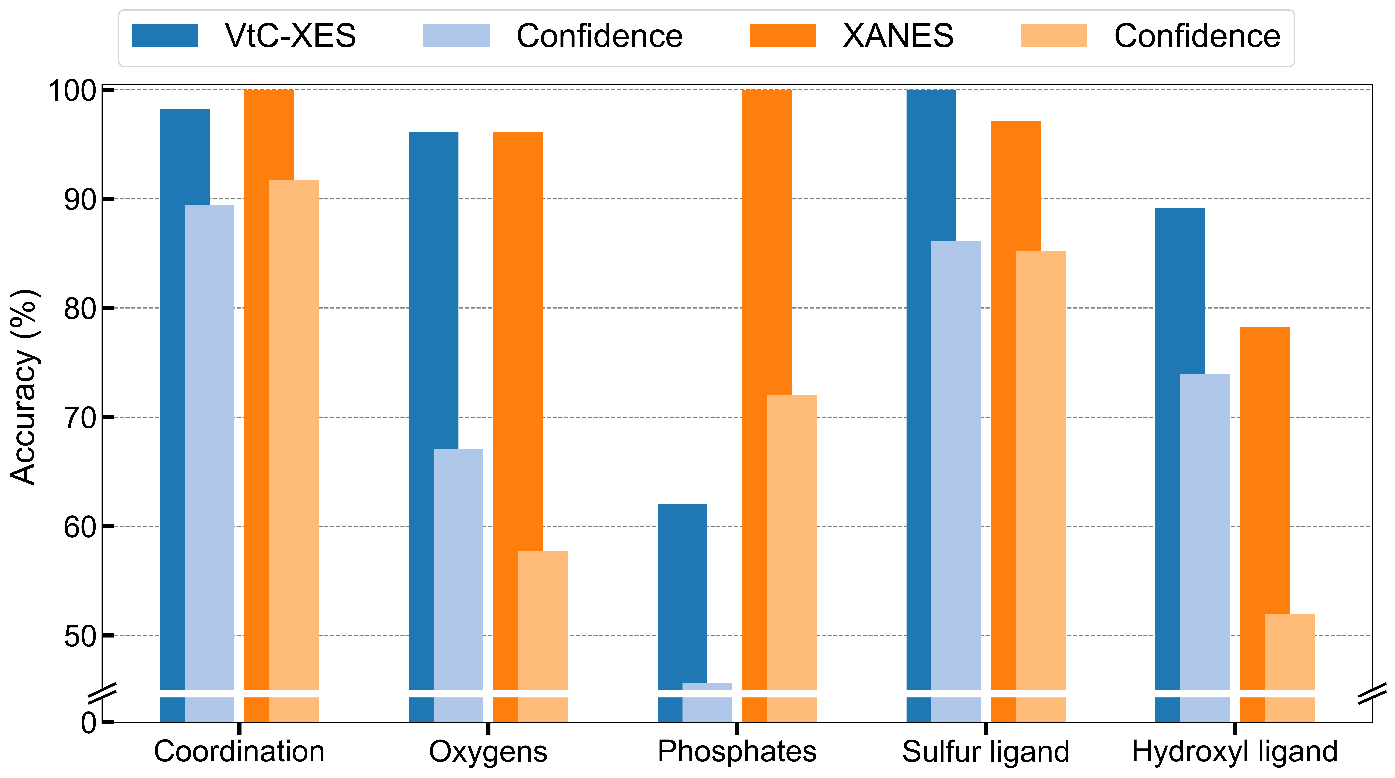 VtC-XES Confidence XANES Confidence
100
90
80
70
60
50
0
Accuracy (%)
Coordination Oxygens Phosphates Sulfur ligand Hydroxyl ligand